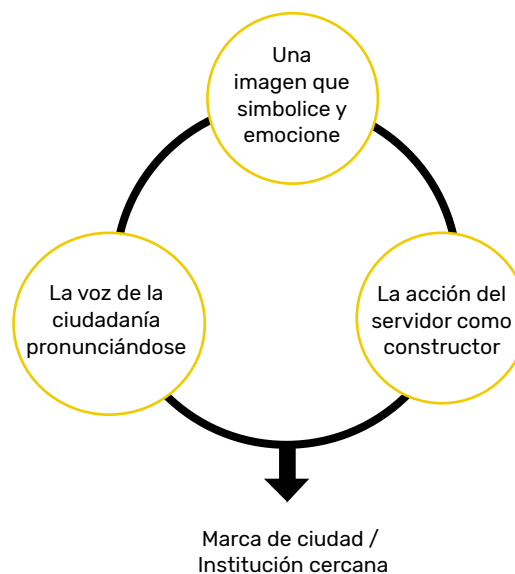 Una
imagen que
simbolice y
emocione
La voz de la
ciudadanía
pronunciándose
La acción del
servidor como
constructor
Marca de ciudad /
Institución cercana